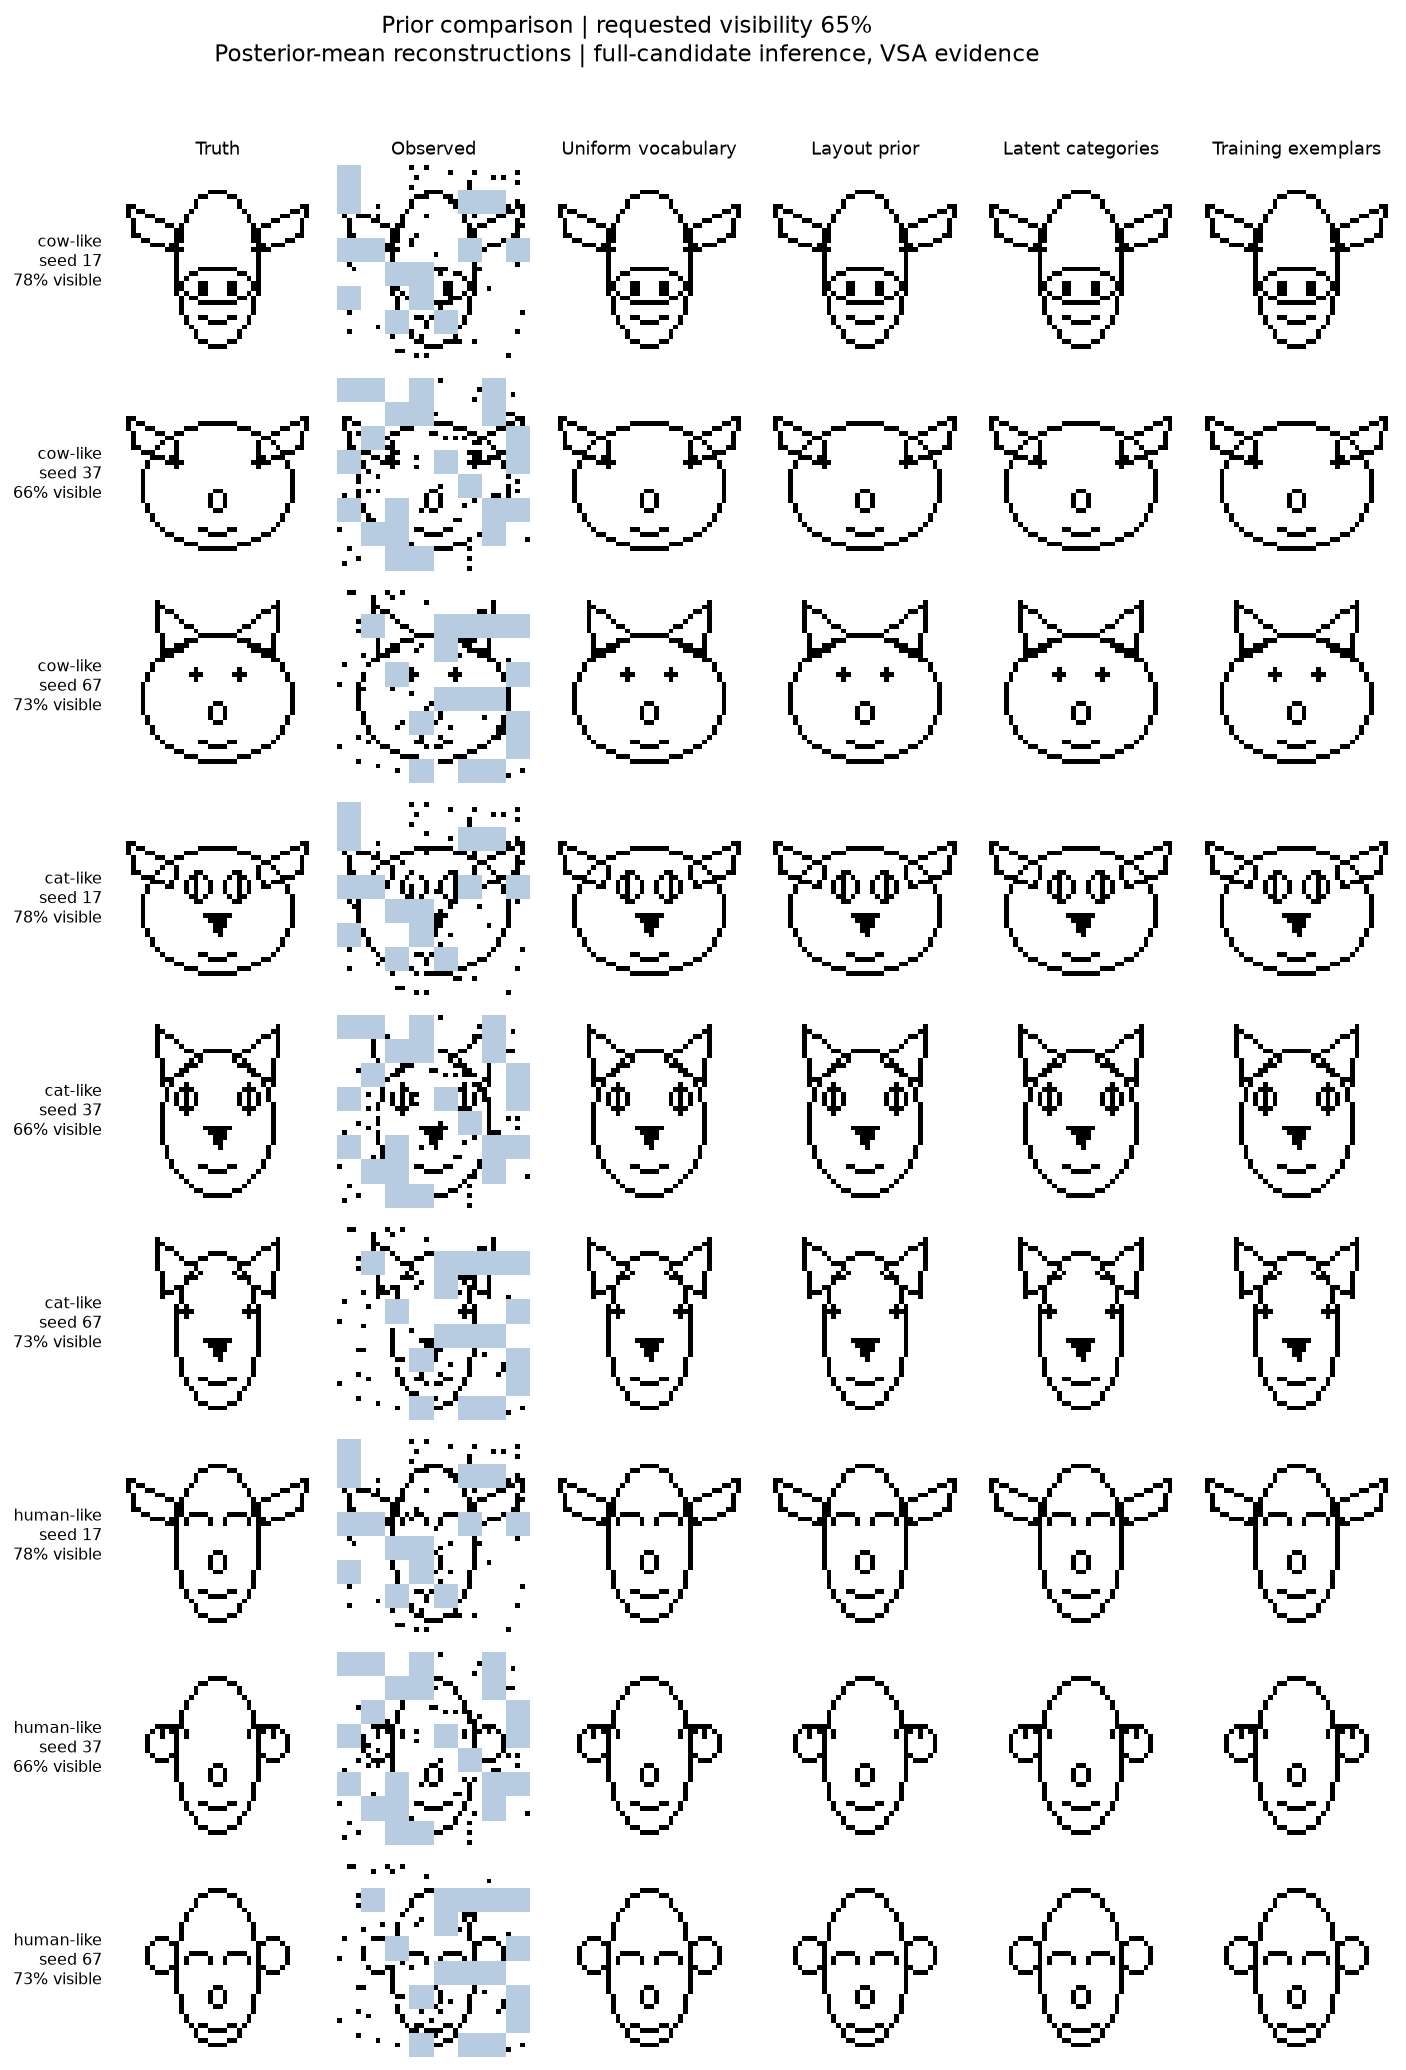 Prior comparison | requested visibility 65%
Posterior-mean reconstructions | full-candidate inference, VSA evidence
Truth
Observed
Uniform vocabulary
Layout prior
Latent categories
Training exemplars
cow-like
seed 17
78% visible
cow-like
seed 37
66% visible
cow-like
seed 67
73% visible
cat-like
seed 17
78% visible
cat-like
seed 37
66% visible
cat-like
seed 67
73% visible
human-like
seed 17
78% visible
human-like
seed 37
66% visible
human-like
seed 67
73% visible